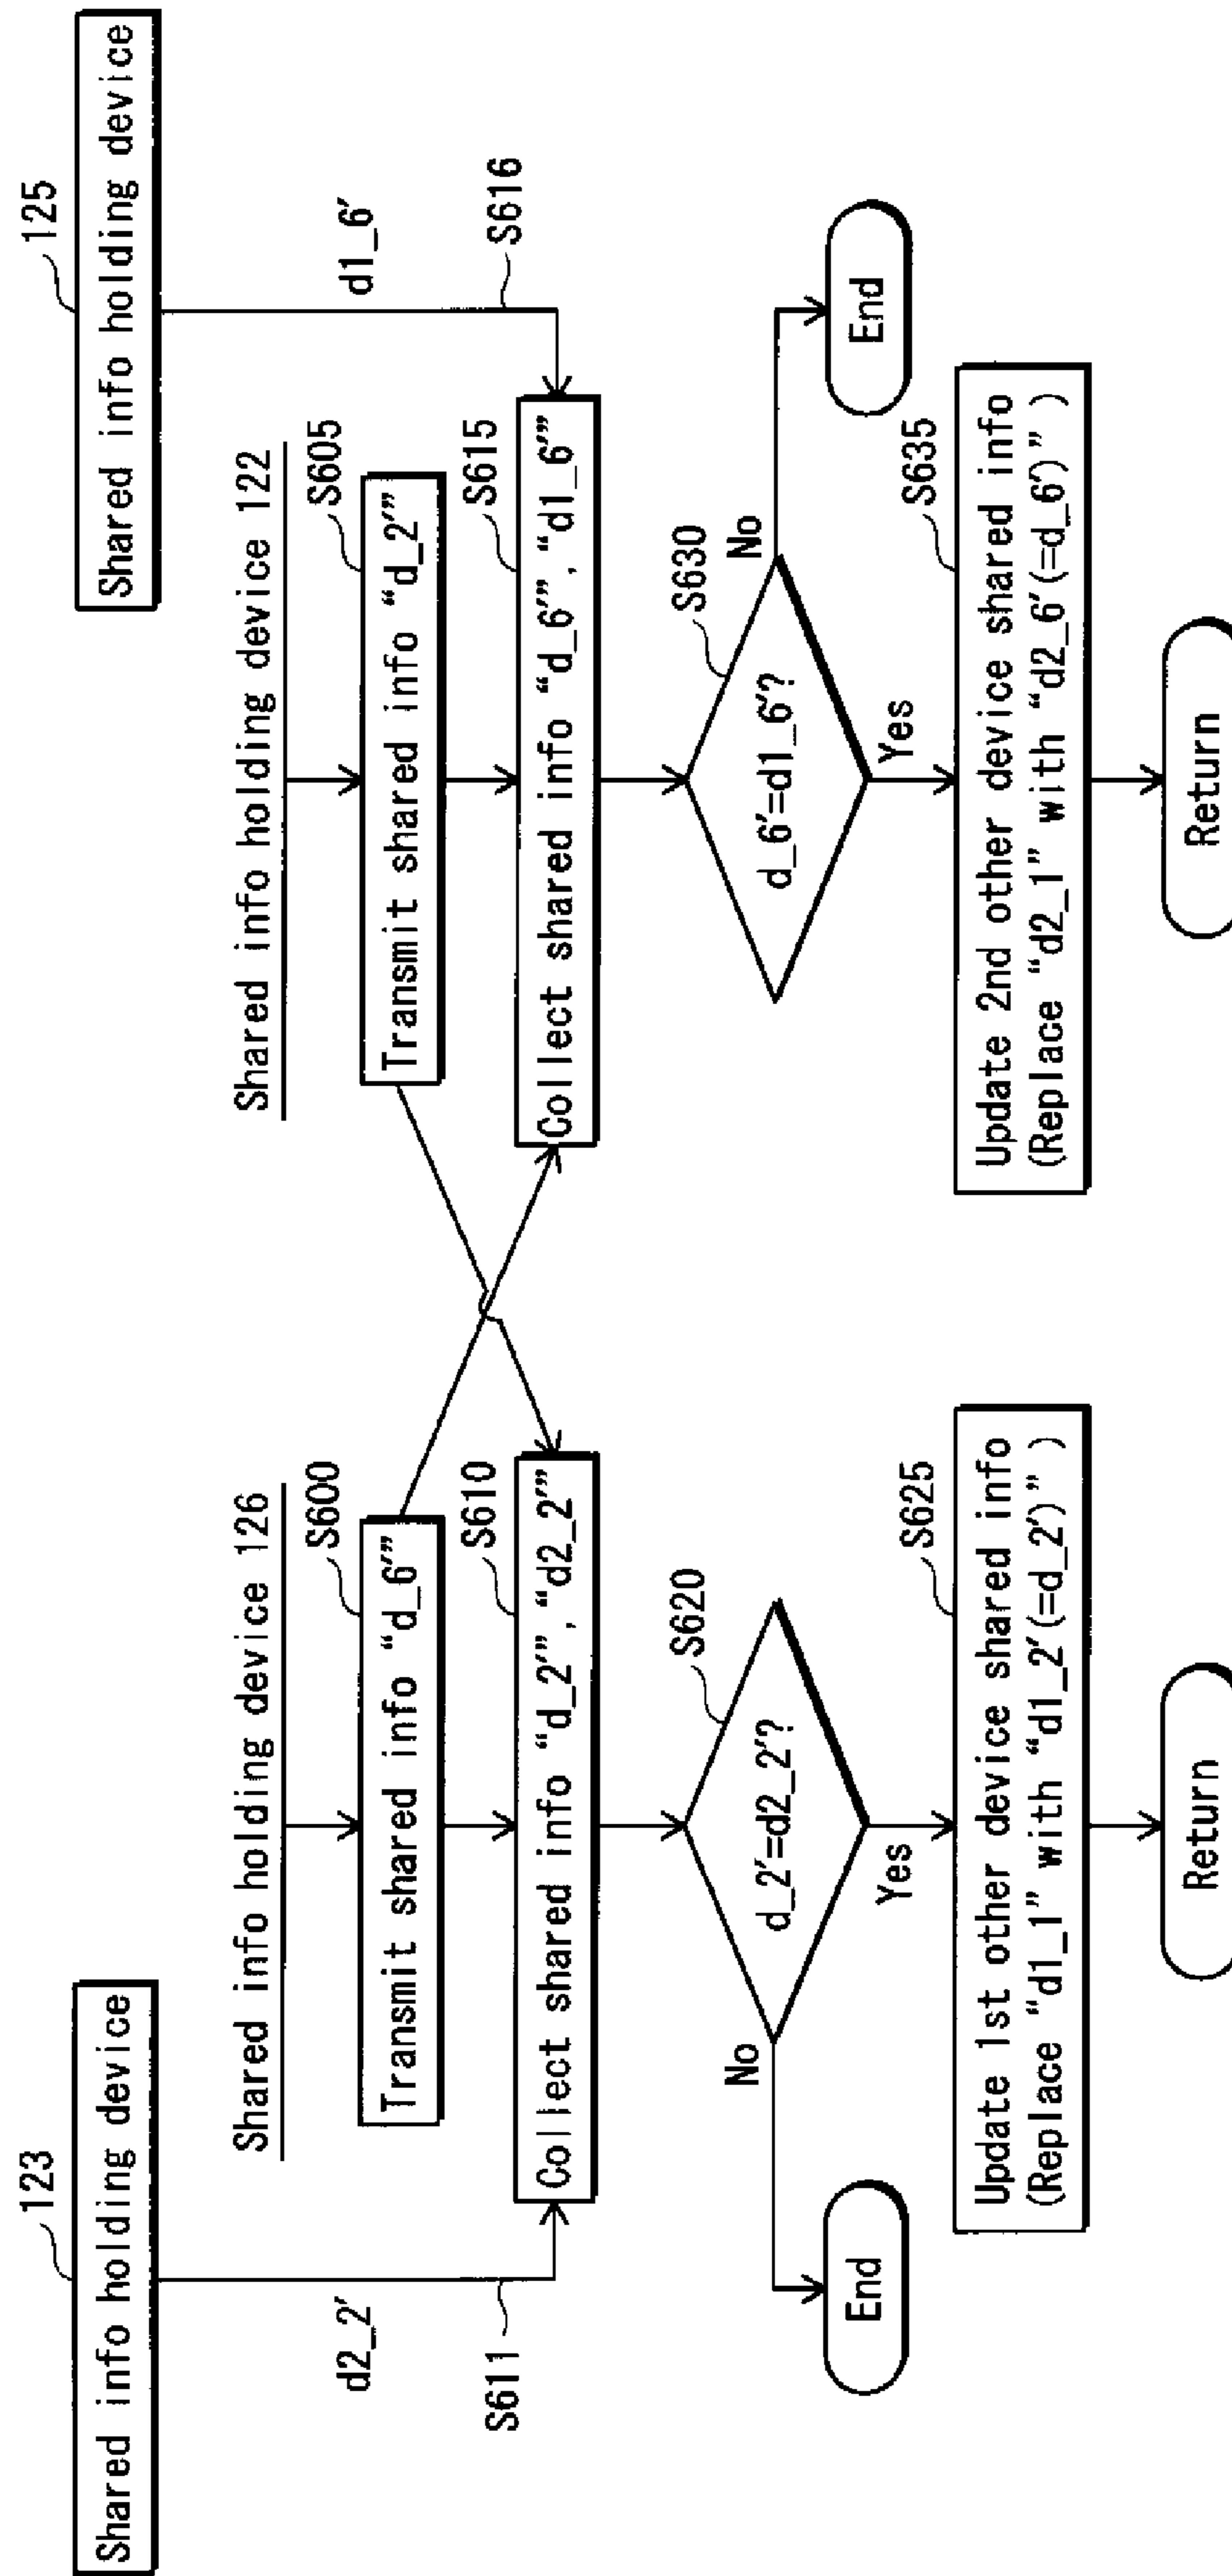 123
Shared info holding device
125
Shared info holding device
d2_2'
S611
d1_6'
S616
Shared info holding device 126
Shared info holding device 122
S600
Transmit shared info “d_6'”
S605
Transmit shared info “d_2'”
S610
Collect shared info “d_2'”, “d2_2'”
S615
Collect shared info “d_6'”, “d1_6'”
S620
d_2'=d2_2'?
No
Yes
End
S630
d_6'=d1_6'?
No
Yes
End
S625
Update 1st other device shared info
(Replace “d1_1” with “d1_2'(=d_2')”)
S635
Update 2nd other device shared info
(Replace “d2_1” with “d2_6'(=d_6')”)
Return
Return